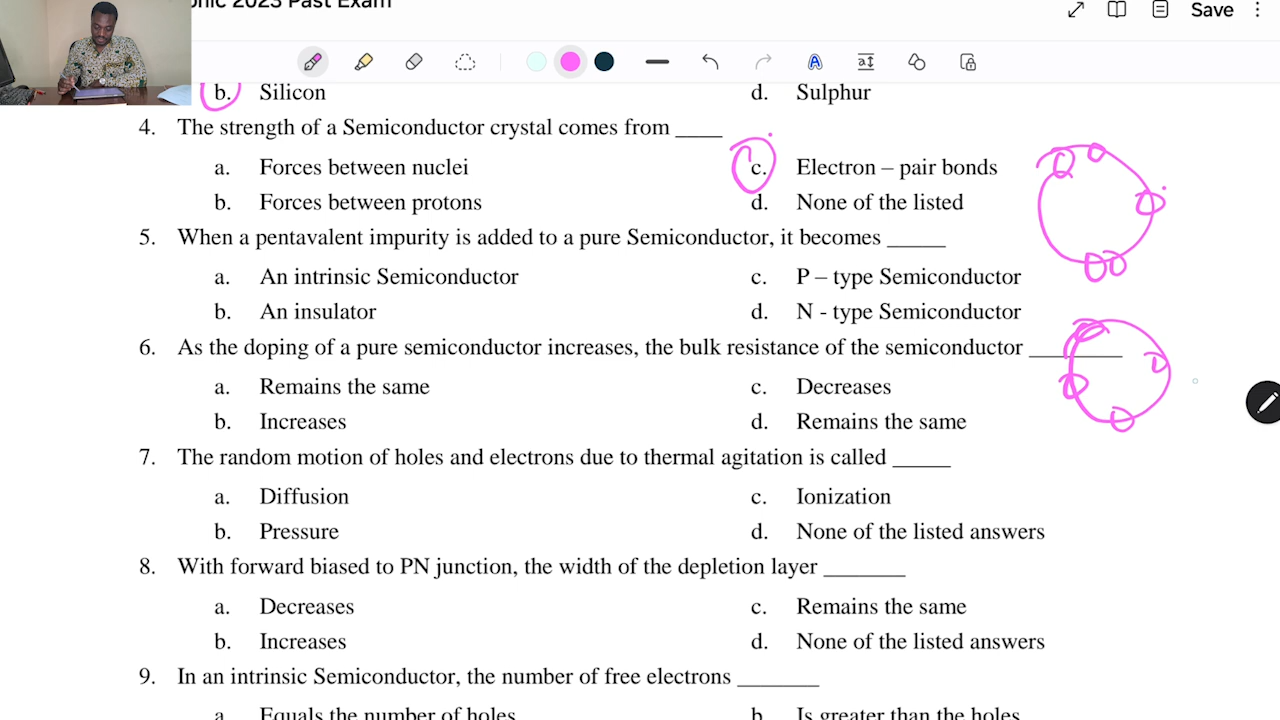 2023 Past Exam
Save
b. Silicon d. Sulphur
4. The strength of a Semiconductor crystal comes from ____
a. Forces between nuclei c. Electron – pair bonds
b. Forces between protons d. None of the listed
5. When a pentavalent impurity is added to a pure Semiconductor, it becomes _____
a. An intrinsic Semiconductor c. P – type Semiconductor
b. An insulator d. N - type Semiconductor
6. As the doping of a pure semiconductor increases, the bulk resistance of the semiconductor ________
a. Remains the same c. Decreases
b. Increases d. Remains the same
7. The random motion of holes and electrons due to thermal agitation is called _____
a. Diffusion c. Ionization
b. Pressure d. None of the listed answers
8. With forward biased to PN junction, the width of the depletion layer _______
a. Decreases c. Remains the same
b. Increases d. None of the listed answers
9. In an intrinsic Semiconductor, the number of free electrons _______
a Equals the number of holes b Is greater than the holes